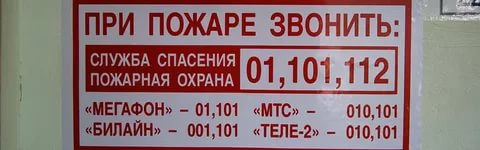 ПРИ ПОЖАРЕ ЗВОНИТЬ:
СЛУЖБА СПАСЕНИЯ
ПОЖАРНАЯ ОХРАНА
01,101,112
«МЕГАФОН» – 01,101 «МТС» – 010,101
«БИЛАЙН» – 001,101 «ТЕЛЕ-2» – 010,101